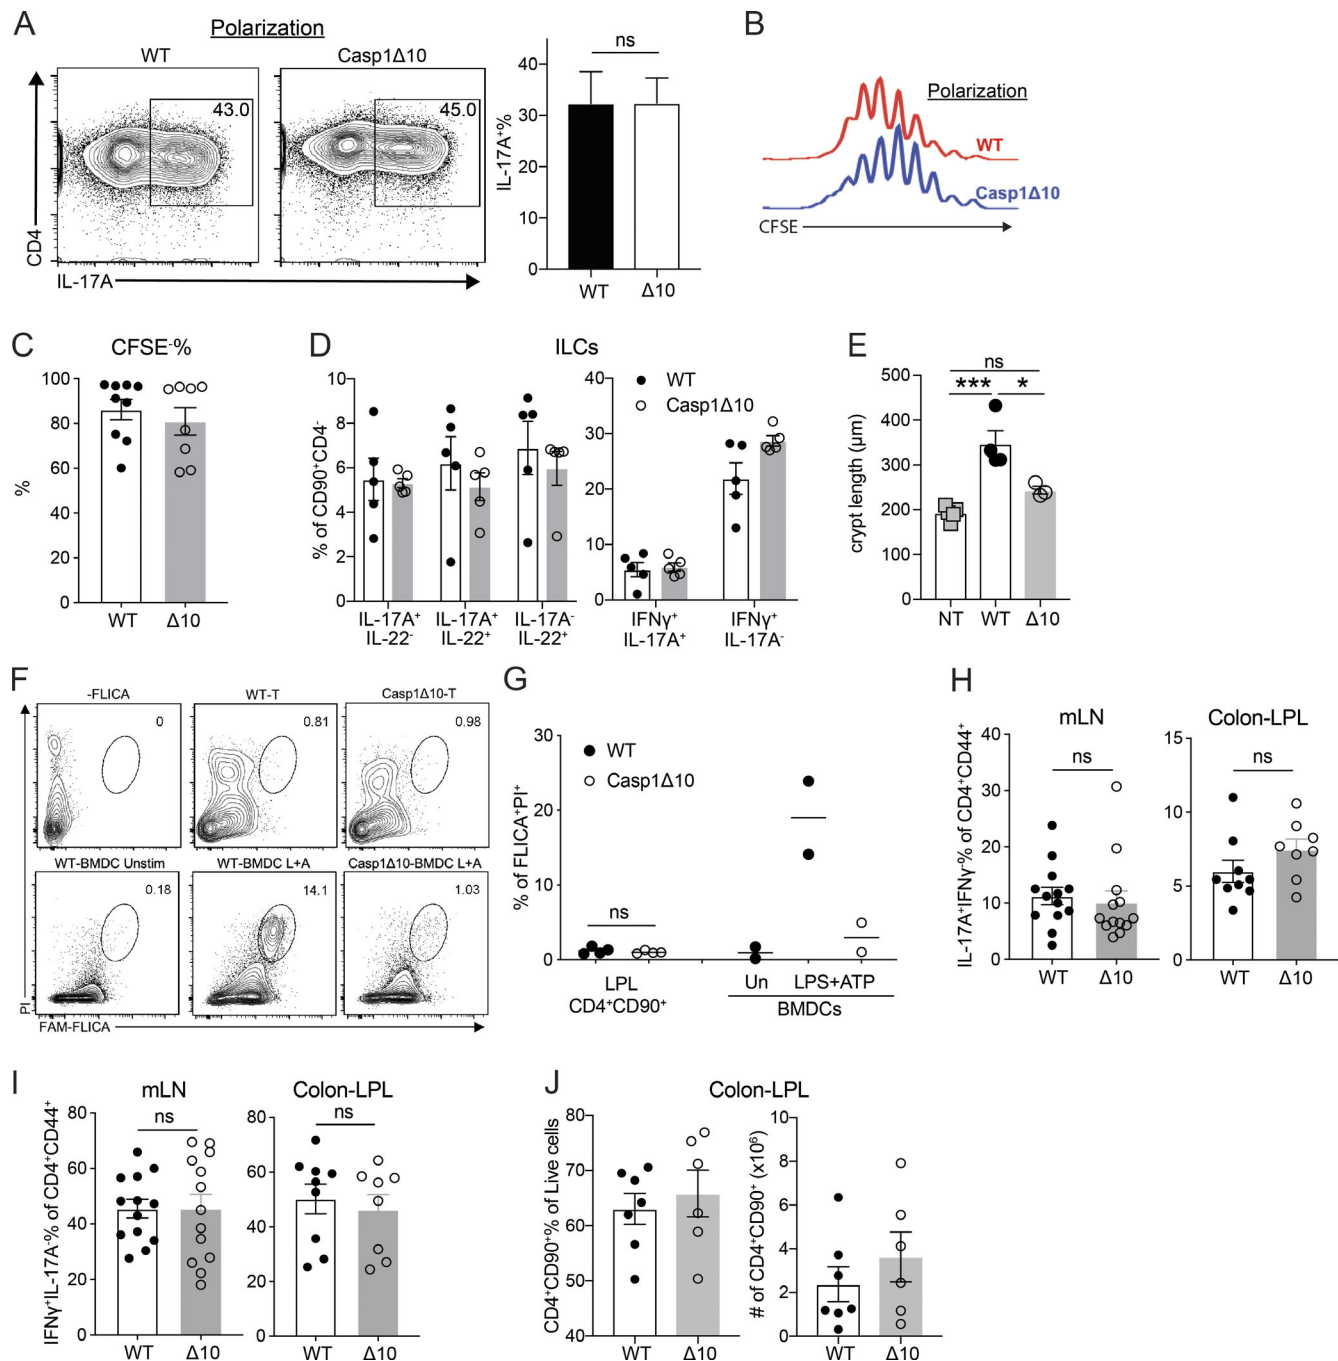 A
Polarization
WT
Casp1Δ10
43.0
45.0
CD4
IL-17A
ns
IL-17A⁺%
40
30
20
10
0
WT
Δ10
B
Polarization
WT
Casp1Δ10
CFSE
C
CFSE⁻%
%
100
80
60
40
20
0
WT
Δ10
D
ILCs
% of CD90⁺CD4⁻
10
8
6
4
2
0
IL-17A⁺ IL-17A⁺ IL-17A⁻
IL-22⁻ IL-22⁺ IL-22⁺
40
30
20
10
0
WT
Casp1Δ10
IFNγ⁺ IFNγ⁺
IL-17A⁺ IL-17A⁻
E
ns
*** *
crypt length (µm)
500
400
300
200
100
0
NT WT Δ10
F
-FLICA
0
WT-T
0.81
Casp1Δ10-T
0.98
WT-BMDC Unstim
0.18
WT-BMDC L+A
14.1
Casp1Δ10-BMDC L+A
1.03
PI
FAM-FLICA
G
% of FLICA⁺PI⁺
30
20
10
0
WT
Casp1Δ10
ns
LPL
CD4⁺CD90⁺
Un LPS+ATP
BMDCs
H
mLN
ns
IL-17A⁺IFNγ⁻% of CD4⁺CD44⁺
40
30
20
10
0
WT Δ10
Colon-LPL
ns
15
10
5
0
WT Δ10
I
mLN
ns
IFNγ⁺IL-17A⁻% of CD4⁺CD44⁺
80
60
40
20
0
WT Δ10
Colon-LPL
ns
80
60
40
20
0
WT Δ10
J
Colon-LPL
CD4⁺CD90⁺% of Live cells
80
70
60
50
40
WT Δ10
# of CD4⁺CD90⁺ (x10⁶)
10
8
6
4
2
0
WT Δ10